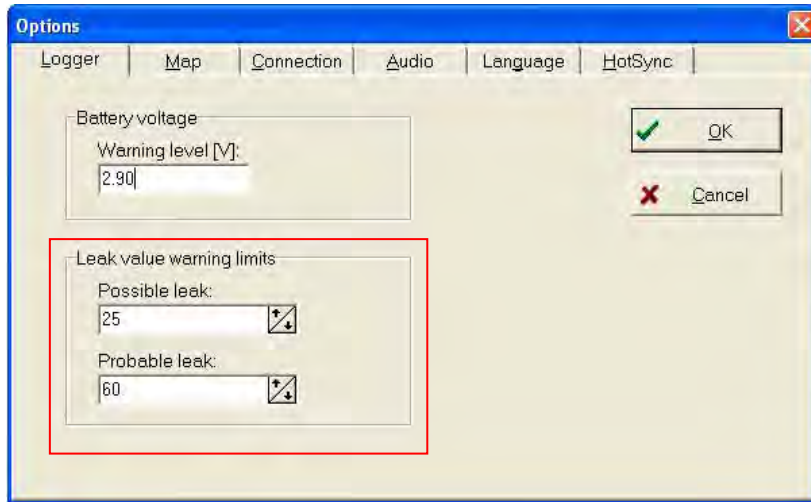 Options
Logger Map Connection Audio Language HotSync
Battery voltage
Warning level [V]:
2.90
OK
Cancel
Leak value warning limits
Possible leak:
25
Probable leak:
60